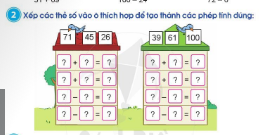 2 Xếp các thẻ số vào ô thích hợp để tạo thành các phép tính đúng:
71 45 26 39 61 100
? + ? = ? ? + ? = ?
? + ? = ? ? + ? = ?
? - ? = ? ? - ? = ?
? - ? = ? ? - ? = ?